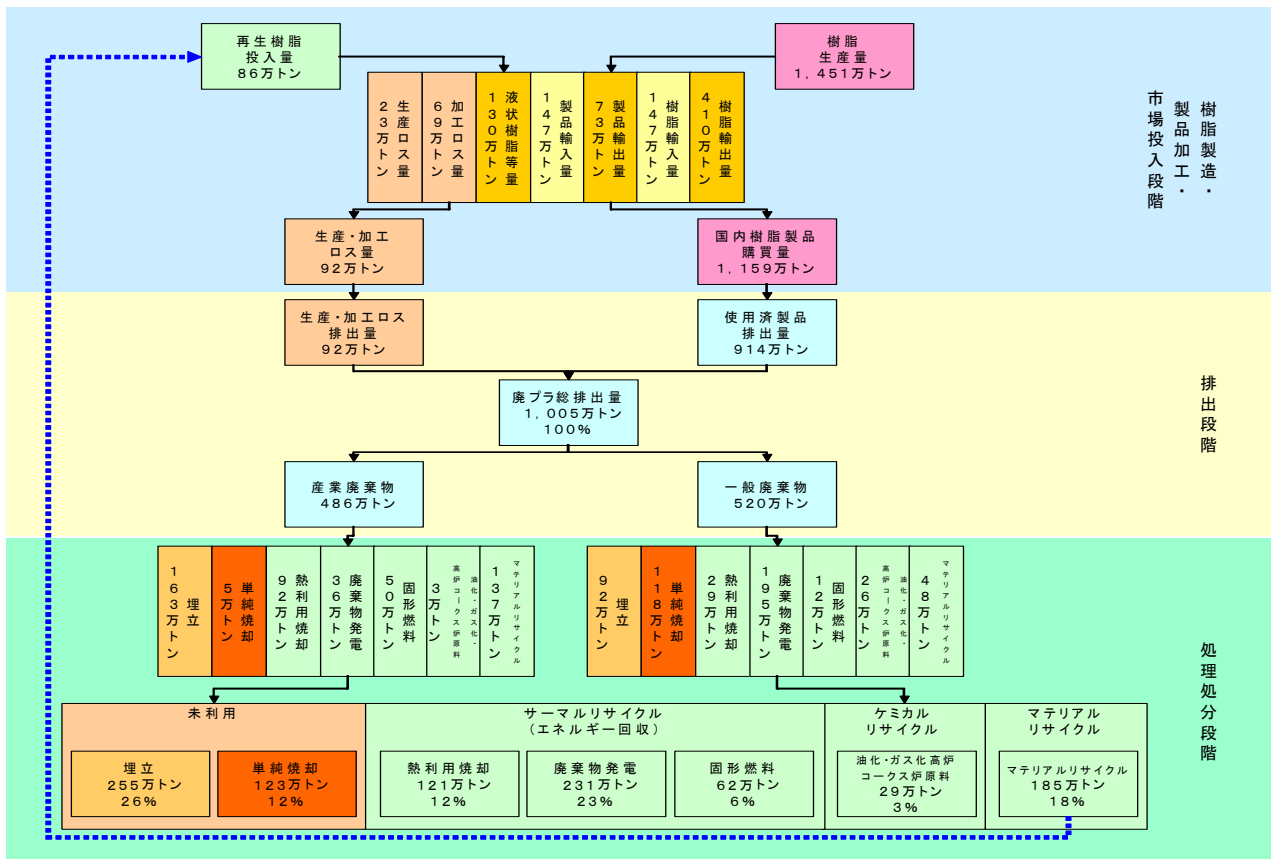 再生樹脂
投入量
86万トン
樹脂
生産量
1,451万トン
生産ロス量
23万トン
加工ロス量
69万トン
液状樹脂等量
130万トン
製品輸入量
147万トン
製品輸出量
73万トン
樹脂輸入量
147万トン
樹脂輸出量
410万トン
樹脂製造・
製品加工・
市場投入段階
生産・加工
ロス量
92万トン
国内樹脂製品
購買量
1,159万トン
生産・加工ロス
排出量
92万トン
使用済製品
排出量
914万トン
廃プラ総排出量
1,005万トン
100%
排出段階
産業廃棄物
486万トン
一般廃棄物
520万トン
埋立
163万トン
単純焼却
5万トン
熱利用焼却
92万トン
廃棄物発電
36万トン
固形燃料
50万トン
油化・ガス化・
高炉コークス炉原料
3万トン
マテリアルリサイクル
137万トン
埋立
92万トン
単純焼却
118万トン
熱利用焼却
29万トン
廃棄物発電
195万トン
固形燃料
12万トン
油化・ガス化・
高炉コークス炉原料
26万トン
マテリアルリサイクル
48万トン
処理処分段階
未利用
埋立
255万トン
26%
単純焼却
123万トン
12%
サーマルリサイクル
(エネルギー回収)
熱利用焼却
121万トン
12%
廃棄物発電
231万トン
23%
固形燃料
62万トン
6%
ケミカル
リサイクル
油化・ガス化高炉
コークス炉原料
29万トン
3%
マテリアル
リサイクル
マテリアルリサイクル
185万トン
18%